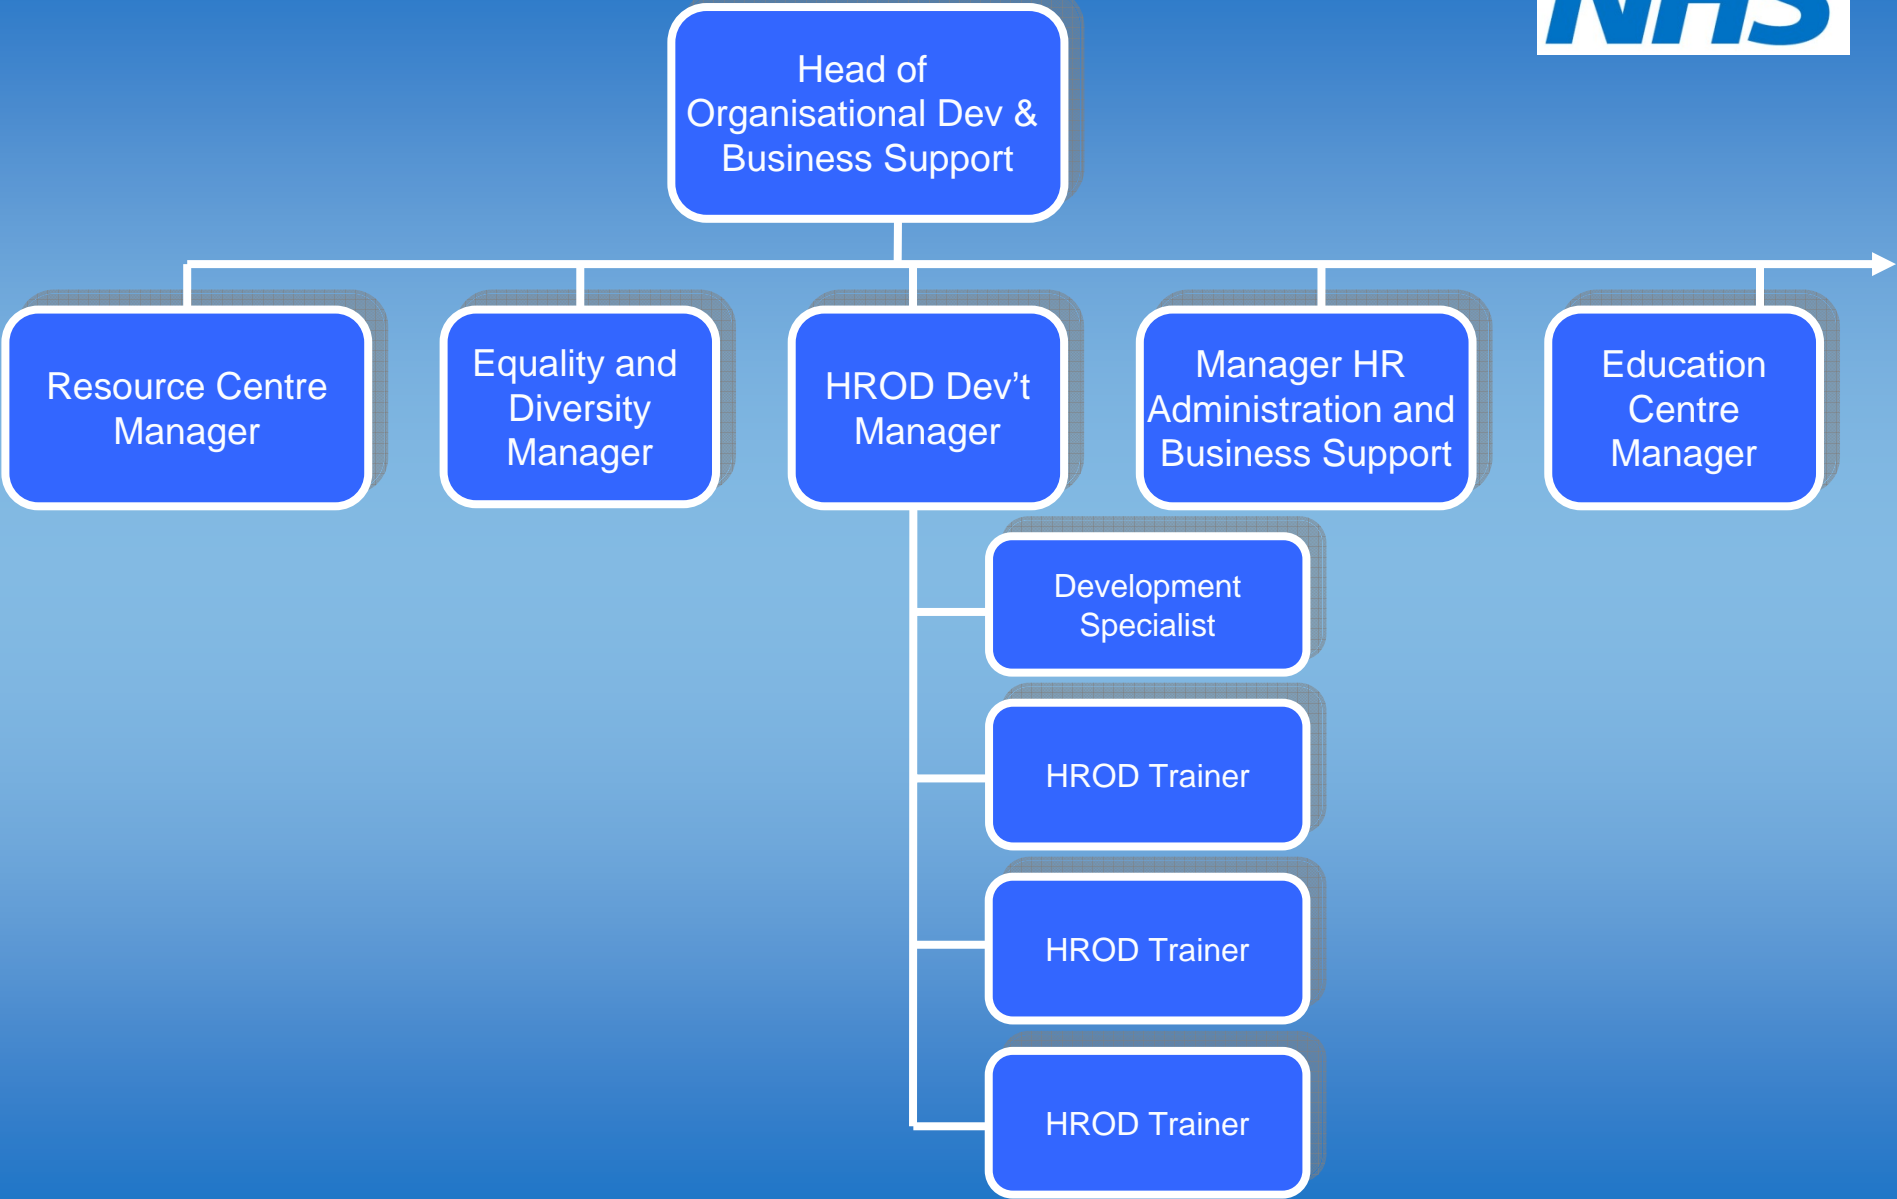 NHS
Head of
Organisational Dev &
Business Support
Resource Centre
Manager
Equality and
Diversity
Manager
HROD Dev’t
Manager
Manager HR
Administration and
Business Support
Education
Centre
Manager
Development
Specialist
HROD Trainer
HROD Trainer
HROD Trainer